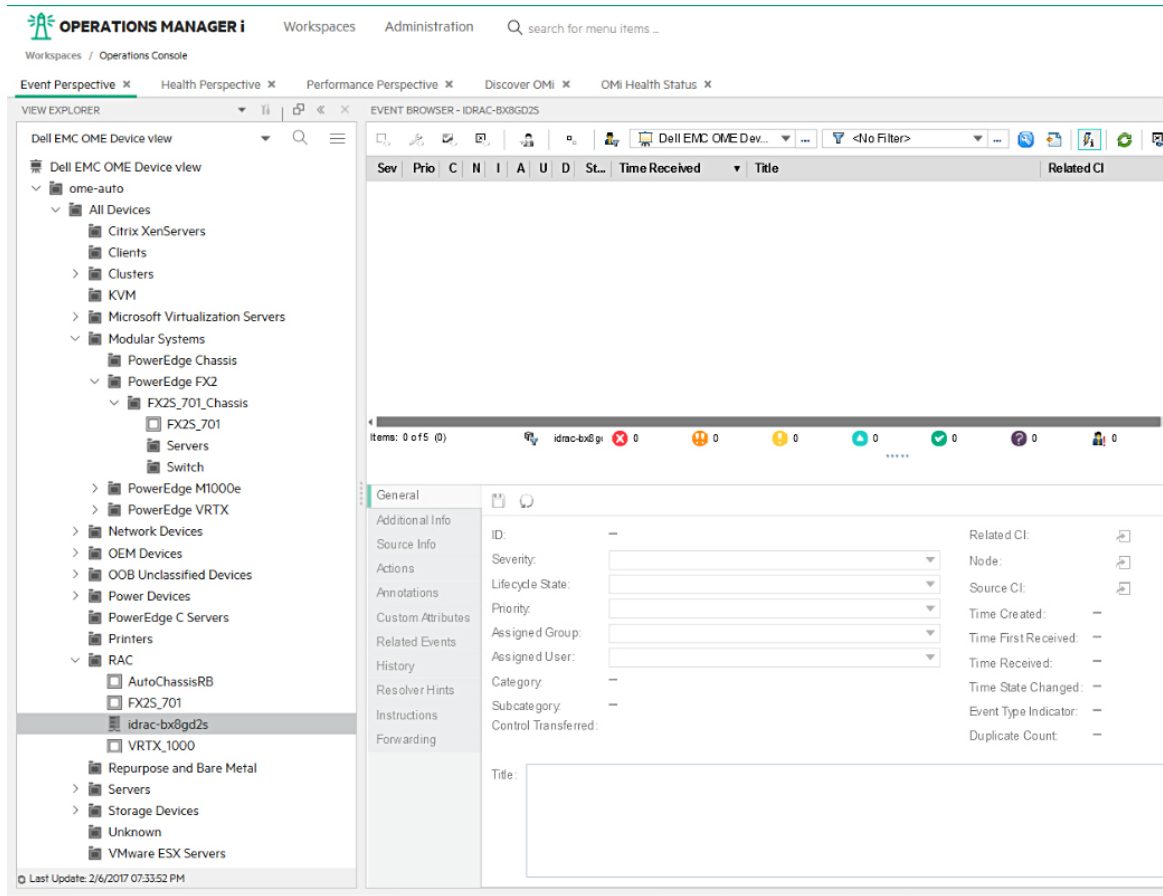 OPERATIONS MANAGER i Workspaces Administration search for menu items ...
Workspaces / Operations Console
Event Perspective × Health Perspective × Performance Perspective × Discover OMi × OMi Health Status ×
VIEW EXPLORER
Dell EMC OME Device view
Dell EMC OME Device view
ome-auto
All Devices
Citrix XenServers
Clients
Clusters
KVM
Microsoft Virtualization Servers
Modular Systems
PowerEdge Chassis
PowerEdge FX2
FX2S_701_Chassis
FX2S_701
Servers
Switch
PowerEdge M1000e
PowerEdge VRTX
Network Devices
OEM Devices
OOB Unclassified Devices
Power Devices
PowerEdge C Servers
Printers
RAC
AutoChassisRB
FX2S_701
idrac-bx8gd2s
VRTX_1000
Repurpose and Bare Metal
Servers
Storage Devices
Unknown
VMware ESX Servers
Last Update: 2/6/2017 07:33:52 PM
EVENT BROWSER - IDRAC-BX8GD2S
Dell EMC OME Dev... ... <No Filter> ...
Sev Prio C N I A U D St... Time Received Title Related CI
Items: 0 of 5 (0) idrac-bx8g 0 0 0 0 0 0 0
General
Additional Info
Source Info
Actions
Annotations
Custom Attributes
Related Events
History
Resolver Hints
Instructions
Forwarding
ID: –
Severity:
Lifecycle State:
Priority:
Assigned Group:
Assigned User:
Category: –
Subcategory: –
Control Transferred:
Related CI:
Node:
Source CI:
Time Created: –
Time First Received: –
Time Received: –
Time State Changed: –
Event Type Indicator: –
Duplicate Count: –
Title: